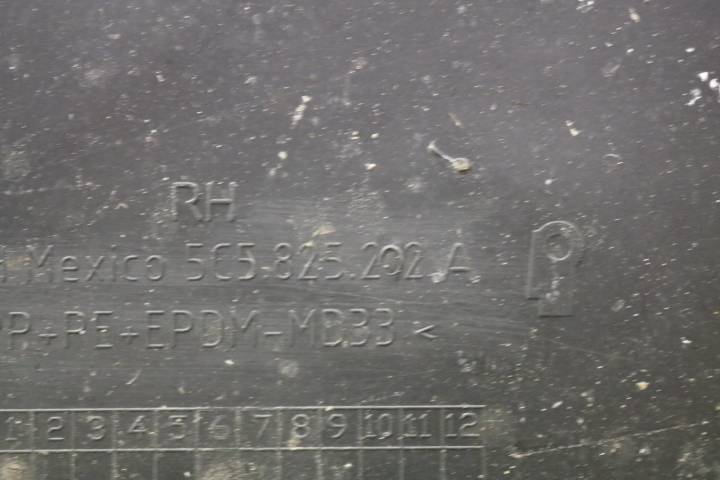 RH
Mexico 5C5.825.202.A
PP+PE+EPDM-MD33 <
1 2 3 4 5 6 7 8 9 10 11 12